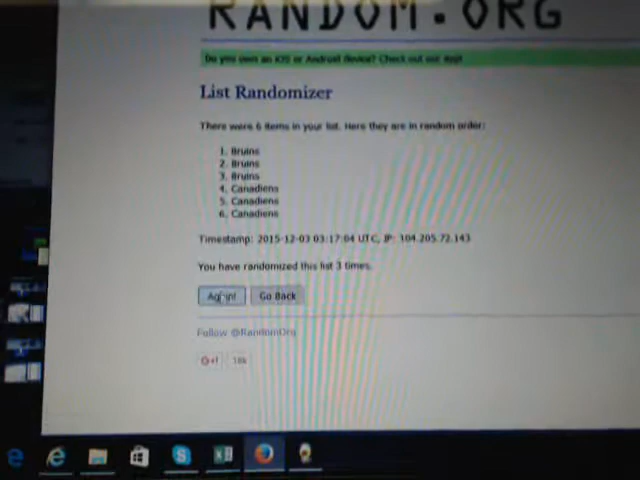 RANDOM.ORG
Do you own an iOS or Android device? Check out our app!
List Randomizer
There were 6 items in your list. Here they are in random order:
1. Bruins
2. Bruins
3. Bruins
4. Canadiens
5. Canadiens
6. Canadiens
Timestamp: 2015-12-03 03:17:04 UTC, IP: 104.205.72.143
You have randomized this list 3 times.
Again! Go Back
Follow @RandomOrg
G+1 16k